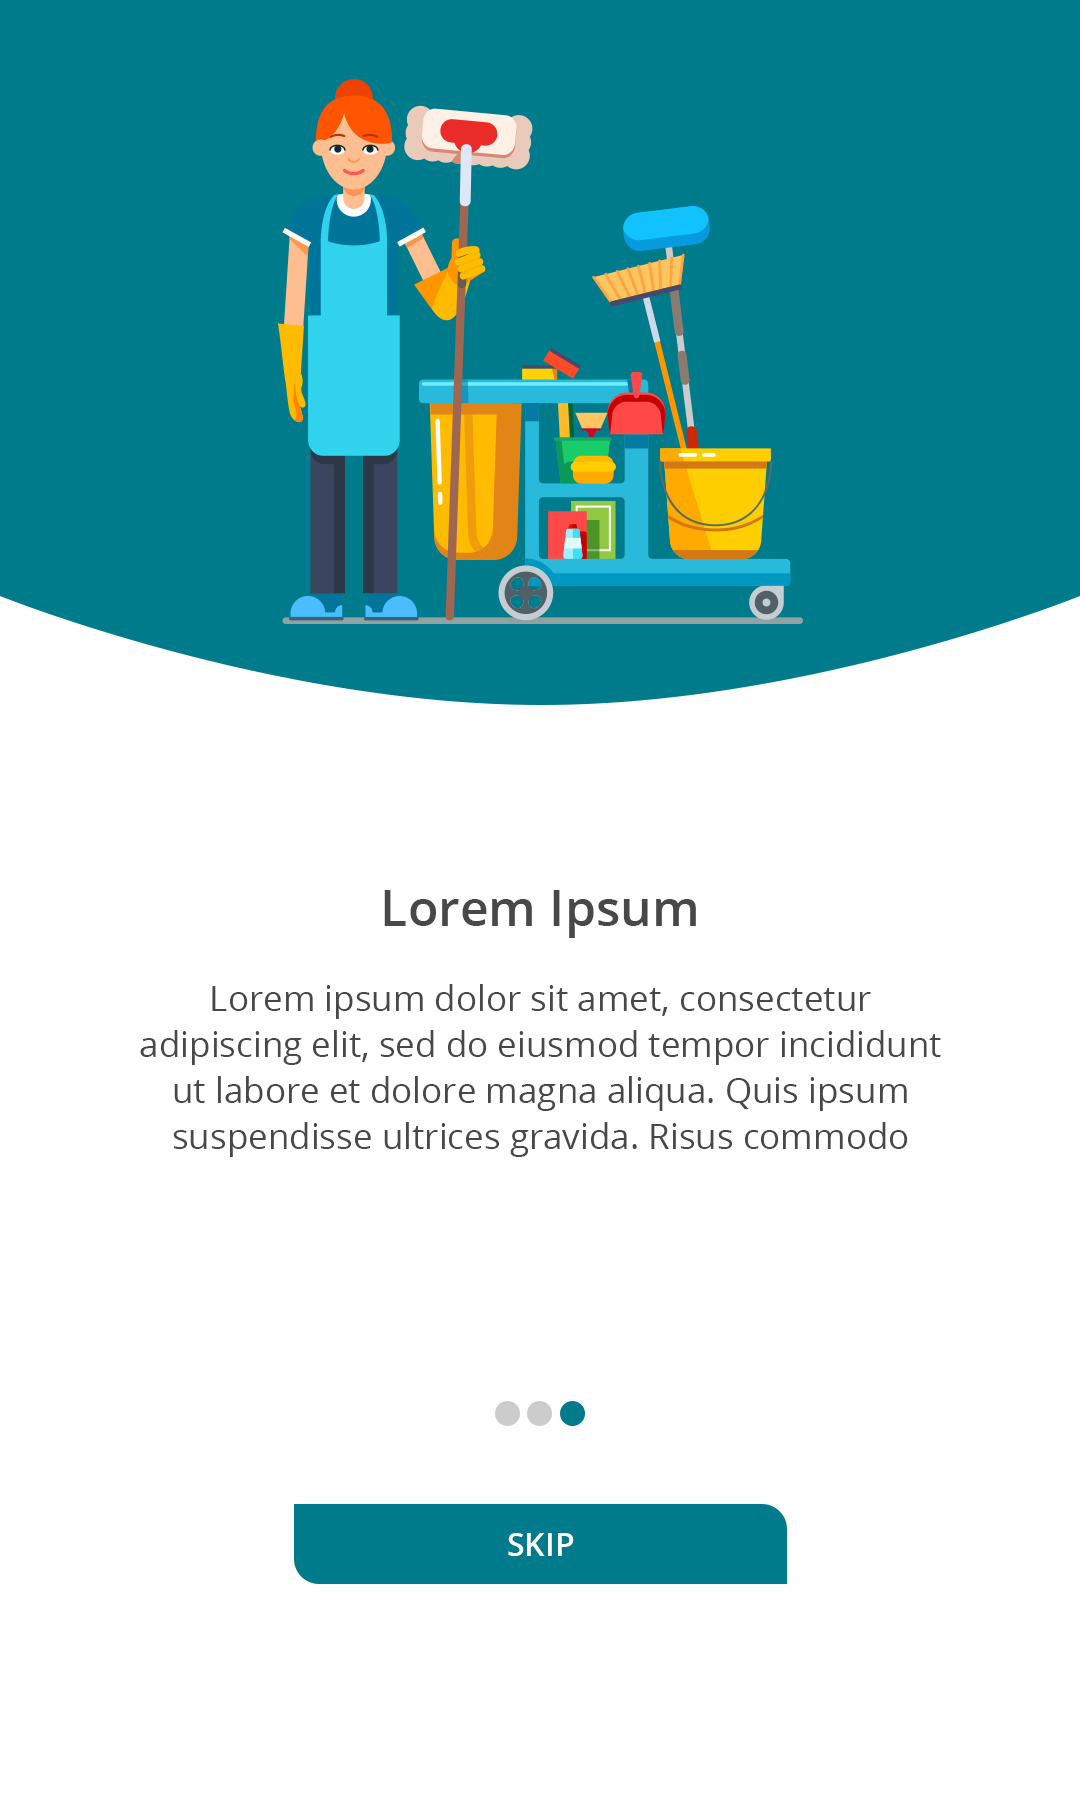 Lorem Ipsum
Lorem ipsum dolor sit amet, consectetur
adipiscing elit, sed do eiusmod tempor incididunt
ut labore et dolore magna aliqua. Quis ipsum
suspendisse ultrices gravida. Risus commodo
SKIP